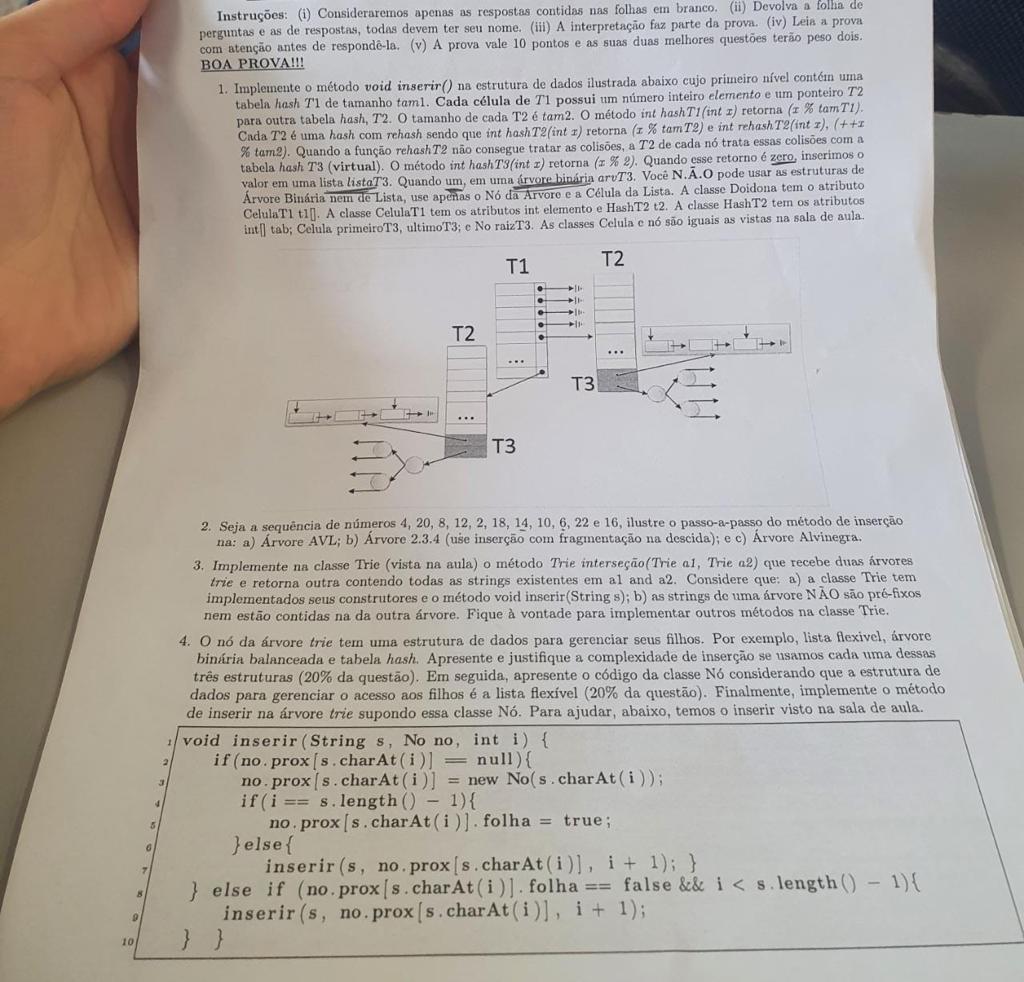 Instruções: (i) Consideraremos apenas as respostas contidas nas folhas em branco. (ii) Devolva a folha de
perguntas e as de respostas, todas devem ter seu nome. (iii) A interpretação faz parte da prova. (iv) Leia a prova
com atenção antes de respondê-la. (v) A prova vale 10 pontos e as suas duas melhores questões terão peso dois.
BOA PROVA!!!
1. Implemente o método void inserir() na estrutura de dados ilustrada abaixo cujo primeiro nível contém uma
tabela hash T1 de tamanho tam1. Cada célula de T1 possui um número inteiro elemento e um ponteiro T2
para outra tabela hash, T2. O tamanho de cada T2 é tam2. O método int hashT1(int x) retorna (x % tamT1).
Cada T2 é uma hash com rehash sendo que int hashT2(int x) retorna (x % tamT2) e int rehashT2(int x), (++x
% tam2). Quando a função rehashT2 não consegue tratar as colisões, a T2 de cada nó trata essas colisões com a
tabela hash T3 (virtual). O método int hashT3(int x) retorna (x % 2). Quando esse retorno é zero, inserimos o
valor em uma lista listaT3. Quando um, em uma árvore binária arvT3. Você N.Ã.O pode usar as estruturas de
Árvore Binária nem de Lista, use apenas o Nó da Árvore e a Célula da Lista. A classe Doidona tem o atributo
CelulaT1 t1[]. A classe CelulaT1 tem os atributos int elemento e HashT2 t2. A classe HashT2 tem os atributos
int[] tab; Celula primeiroT3, ultimoT3; e No raizT3. As classes Celula e nó são iguais as vistas na sala de aula.
T1 T2
T2
...
...
T3
...
T3
2. Seja a sequência de números 4, 20, 8, 12, 2, 18, 14, 10, 6, 22 e 16, ilustre o passo-a-passo do método de inserção
na: a) Árvore AVL; b) Árvore 2.3.4 (use inserção com fragmentação na descida); e c) Árvore Alvinegra.
3. Implemente na classe Trie (vista na aula) o método Trie interseção(Trie a1, Trie a2) que recebe duas árvores
trie e retorna outra contendo todas as strings existentes em a1 and a2. Considere que: a) a classe Trie tem
implementados seus construtores e o método void inserir(String s); b) as strings de uma árvore NÃO são pré-fixos
nem estão contidas na da outra árvore. Fique à vontade para implementar outros métodos na classe Trie.
4. O nó da árvore trie tem uma estrutura de dados para gerenciar seus filhos. Por exemplo, lista flexivel, árvore
binária balanceada e tabela hash. Apresente e justifique a complexidade de inserção se usamos cada uma dessas
três estruturas (20% da questão). Em seguida, apresente o código da classe Nó considerando que a estrutura de
dados para gerenciar o acesso aos filhos é a lista flexível (20% da questão). Finalmente, implemente o método
de inserir na árvore trie supondo essa classe Nó. Para ajudar, abaixo, temos o inserir visto na sala de aula.
1 void inserir(String s, No no, int i) {
2 if(no.prox[s.charAt(i)] == null){
3 no.prox[s.charAt(i)] = new No(s.charAt(i));
4 if(i == s.length() - 1){
5 no.prox[s.charAt(i)].folha = true;
6 }else{
7 inserir(s, no.prox[s.charAt(i)], i + 1); }
8 } else if (no.prox[s.charAt(i)].folha == false && i < s.length() - 1){
9 inserir(s, no.prox[s.charAt(i)], i + 1);
10 } }